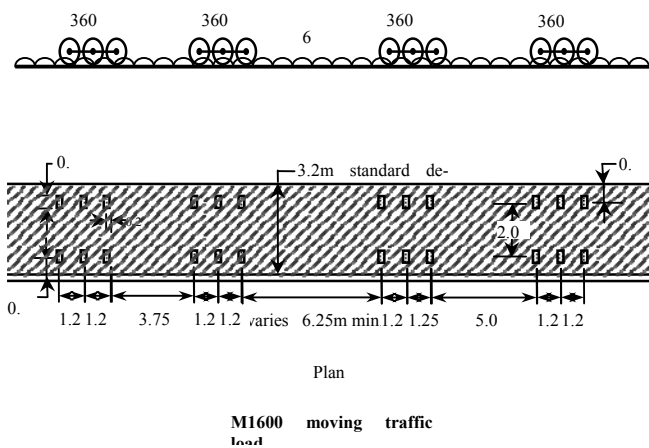 360 360 360 360
6
0. 3.2m standard de- 0.
0.2
2.0
0.
1.2 1.2 3.75 1.2 1.2 varies 6.25m min. 1.2 1.25 5.0 1.2 1.2
Plan
M1600 moving traffic
load